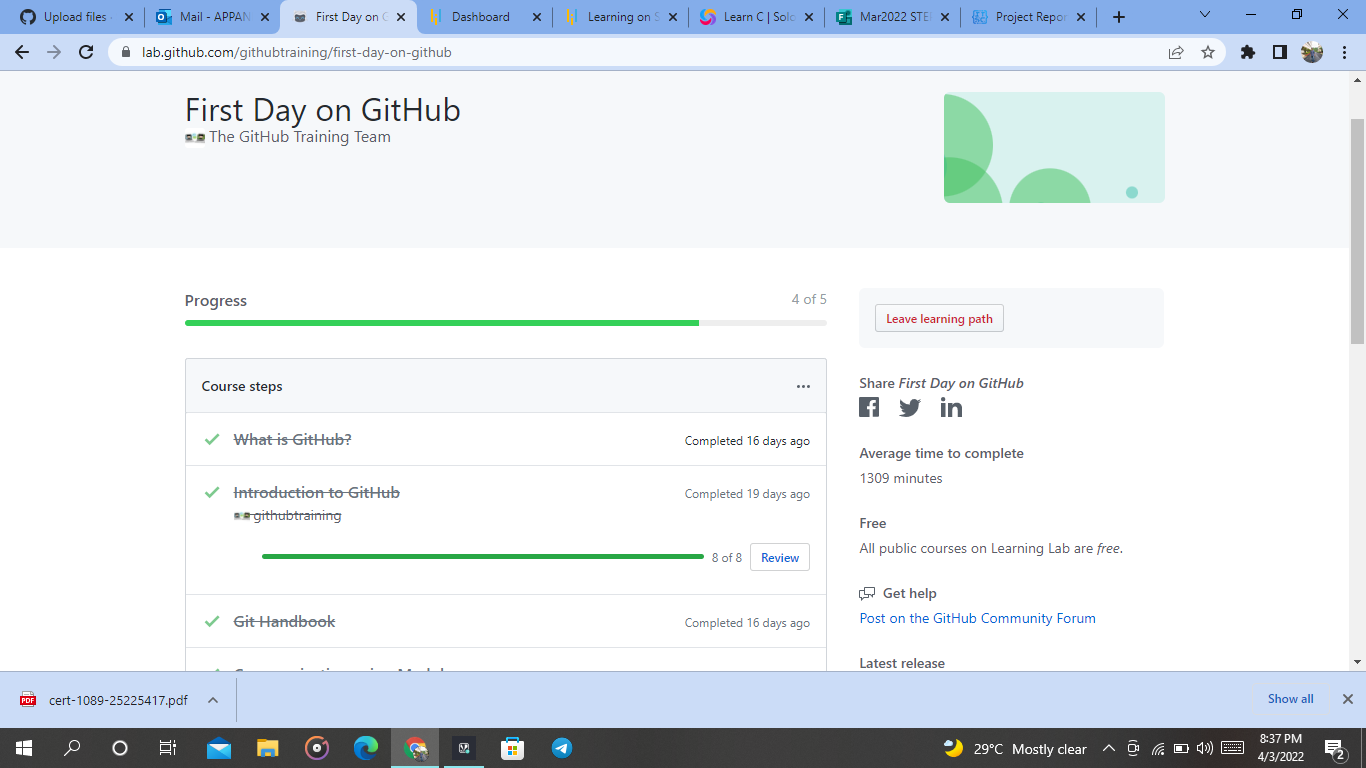 Upload files
Mail - APPAN
First Day on G
Dashboard
Learning on S
Learn C | Solo
Mar2022 STE
Project Repor
lab.github.com/githubtraining/first-day-on-github
First Day on GitHub
The GitHub Training Team
Progress
4 of 5
Leave learning path
Course steps
What is GitHub?
Completed 16 days ago
Introduction to GitHub
Completed 19 days ago
githubtraining
8 of 8
Review
Git Handbook
Completed 16 days ago
Share First Day on GitHub
Average time to complete
1309 minutes
Free
All public courses on Learning Lab are free.
Get help
Post on the GitHub Community Forum
Latest release
PDF
cert-1089-25225417.pdf
Show all
29°C Mostly clear
8:37 PM
4/3/2022
2